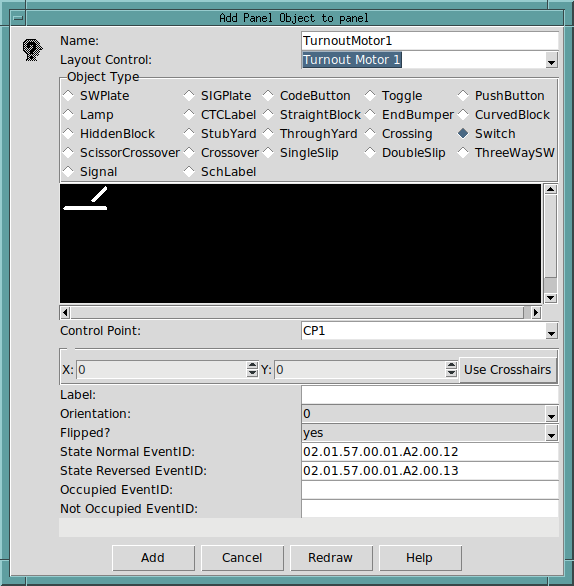 Add Panel Object to panel
Name: TurnoutMotor1
Layout Control: Turnout Motor 1
Object Type
SWPlate SIGPlate CodeButton Toggle PushButton
Lamp CTCLabel StraightBlock EndBumper CurvedBlock
HiddenBlock StubYard ThroughYard Crossing Switch
ScissorCrossover Crossover SingleSlip DoubleSlip ThreeWaySW
Signal SchLabel
Control Point: CP1
X: 0 Y: 0 Use Crosshairs
Label:
Orientation: 0
Flipped? yes
State Normal EventID: 02.01.57.00.01.A2.00.12
State Reversed EventID: 02.01.57.00.01.A2.00.13
Occupied EventID:
Not Occupied EventID:
Add Cancel Redraw Help